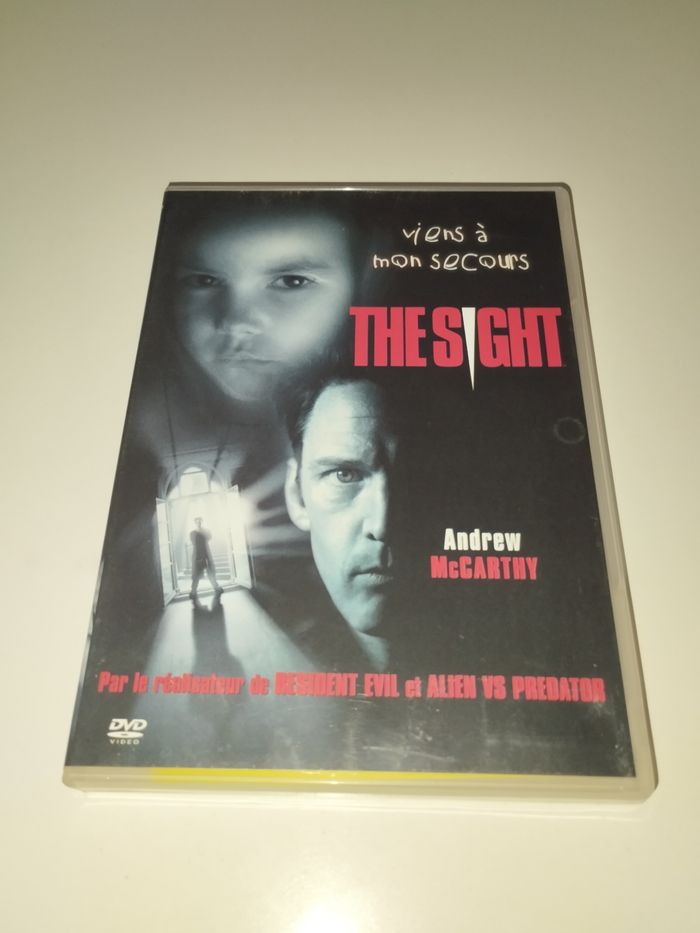 viens à
mon secours
THE SIGHT
Andrew
McCARTHY
Par le réalisateur de RESIDENT EVIL et ALIEN VS PREDATOR
DVD
VIDEO